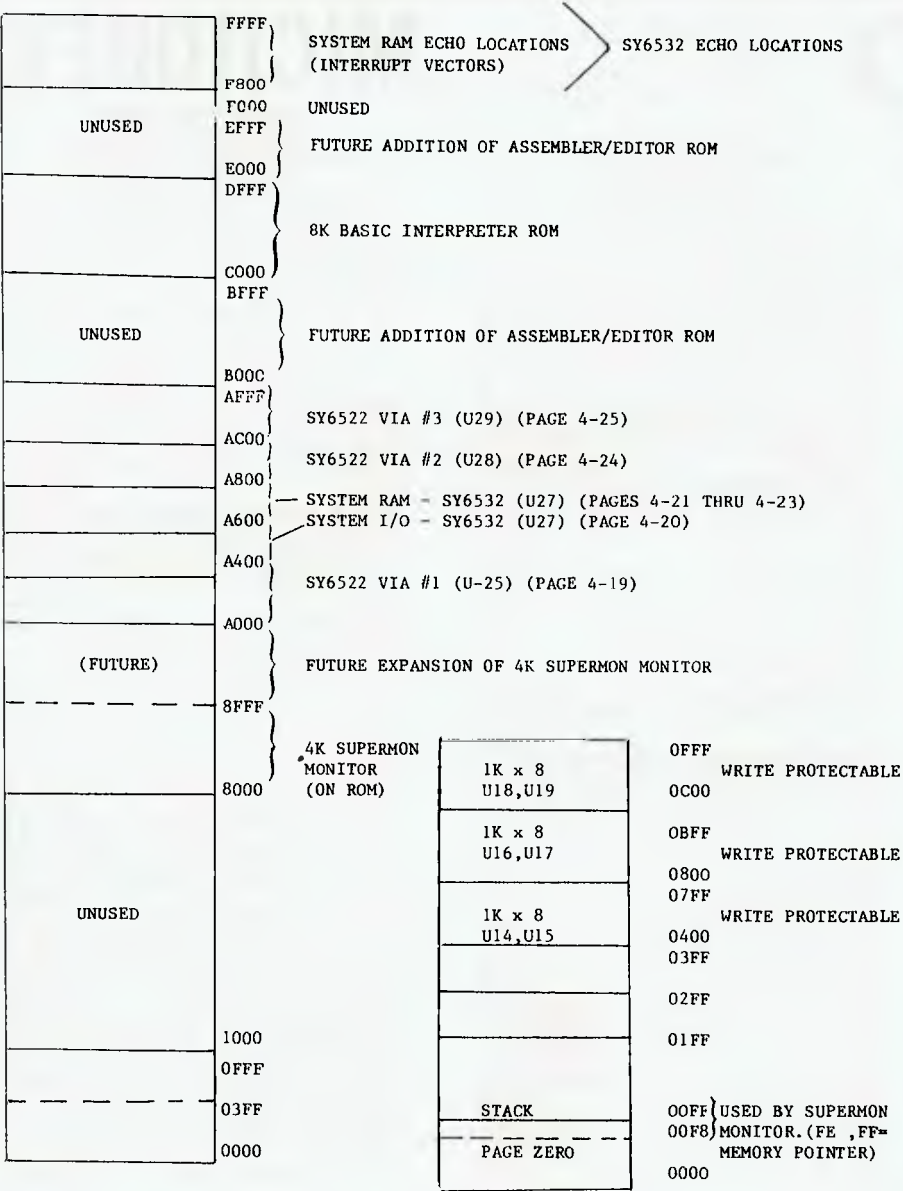 FFFF
SYSTEM RAM ECHO LOCATIONS
(INTERRUPT VECTORS)
SY6532 ECHO LOCATIONS
F800
F000 UNUSED
UNUSED
EFFF
FUTURE ADDITION OF ASSEMBLER/EDITOR ROM
E000
DFFF
8K BASIC INTERPRETER ROM
C000
BFFF
UNUSED
FUTURE ADDITION OF ASSEMBLER/EDITOR ROM
B00C
AFFF
SY6522 VIA #3 (U29) (PAGE 4-25)
AC00
SY6522 VIA #2 (U28) (PAGE 4-24)
A800
SYSTEM RAM - SY6532 (U27) (PAGES 4-21 THRU 4-23)
A600
SYSTEM I/O - SY6532 (U27) (PAGE 4-20)
A400
SY6522 VIA #1 (U-25) (PAGE 4-19)
A000
(FUTURE)
FUTURE EXPANSION OF 4K SUPERMON MONITOR
8FFF
4K SUPERMON
MONITOR
(ON ROM)
8000
UNUSED
1000
0FFF
03FF
0000
0FFF
1K x 8
U18,U19
WRITE PROTECTABLE
0C00
1K x 8
U16,U17
0BFF
WRITE PROTECTABLE
0800
07FF
1K x 8
U14,U15
WRITE PROTECTABLE
0400
03FF
02FF
01FF
STACK
00FF USED BY SUPERMON
00F8 MONITOR.(FE ,FF=
PAGE ZERO
MEMORY POINTER)
0000